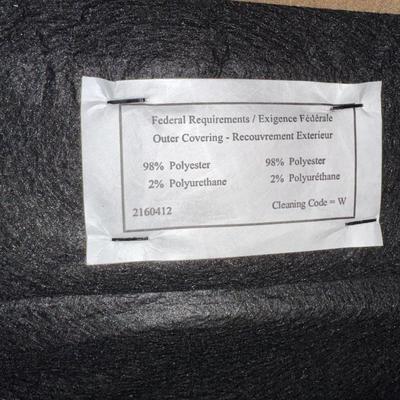 Federal Requirements / Exigence Fédérale
Outer Covering - Recouvrement Exterieur
98% Polyester 98% Polyester
2% Polyurethane 2% Polyuréthane
2160412 Cleaning Code = W